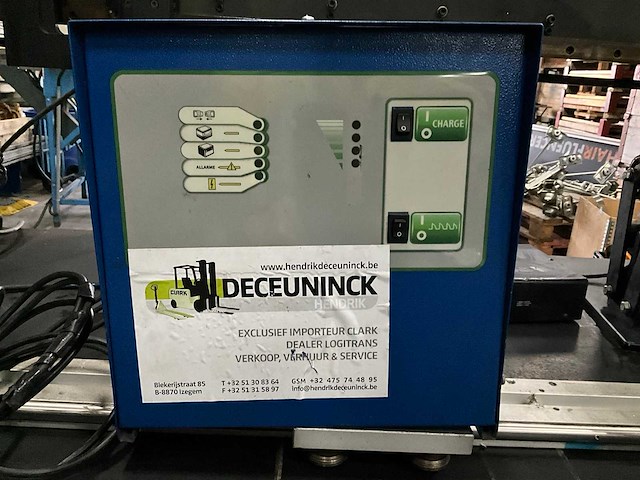 CHARGE
ALLARME
www.hendrikdeceuninck.be
CLARK
DECEUNINCK
HENDRIK
EXCLUSIEF IMPORTEUR CLARK
DEALER LOGITRANS
VERKOOP, VERHUUR & SERVICE
Blekerijstraat 85 T +32 51 30 83 64 GSM +32 475 74 48 95
B-8870 Izegem F +32 51 31 58 97 info@hendrikdeceuninck.be
HAIRFLUENCE